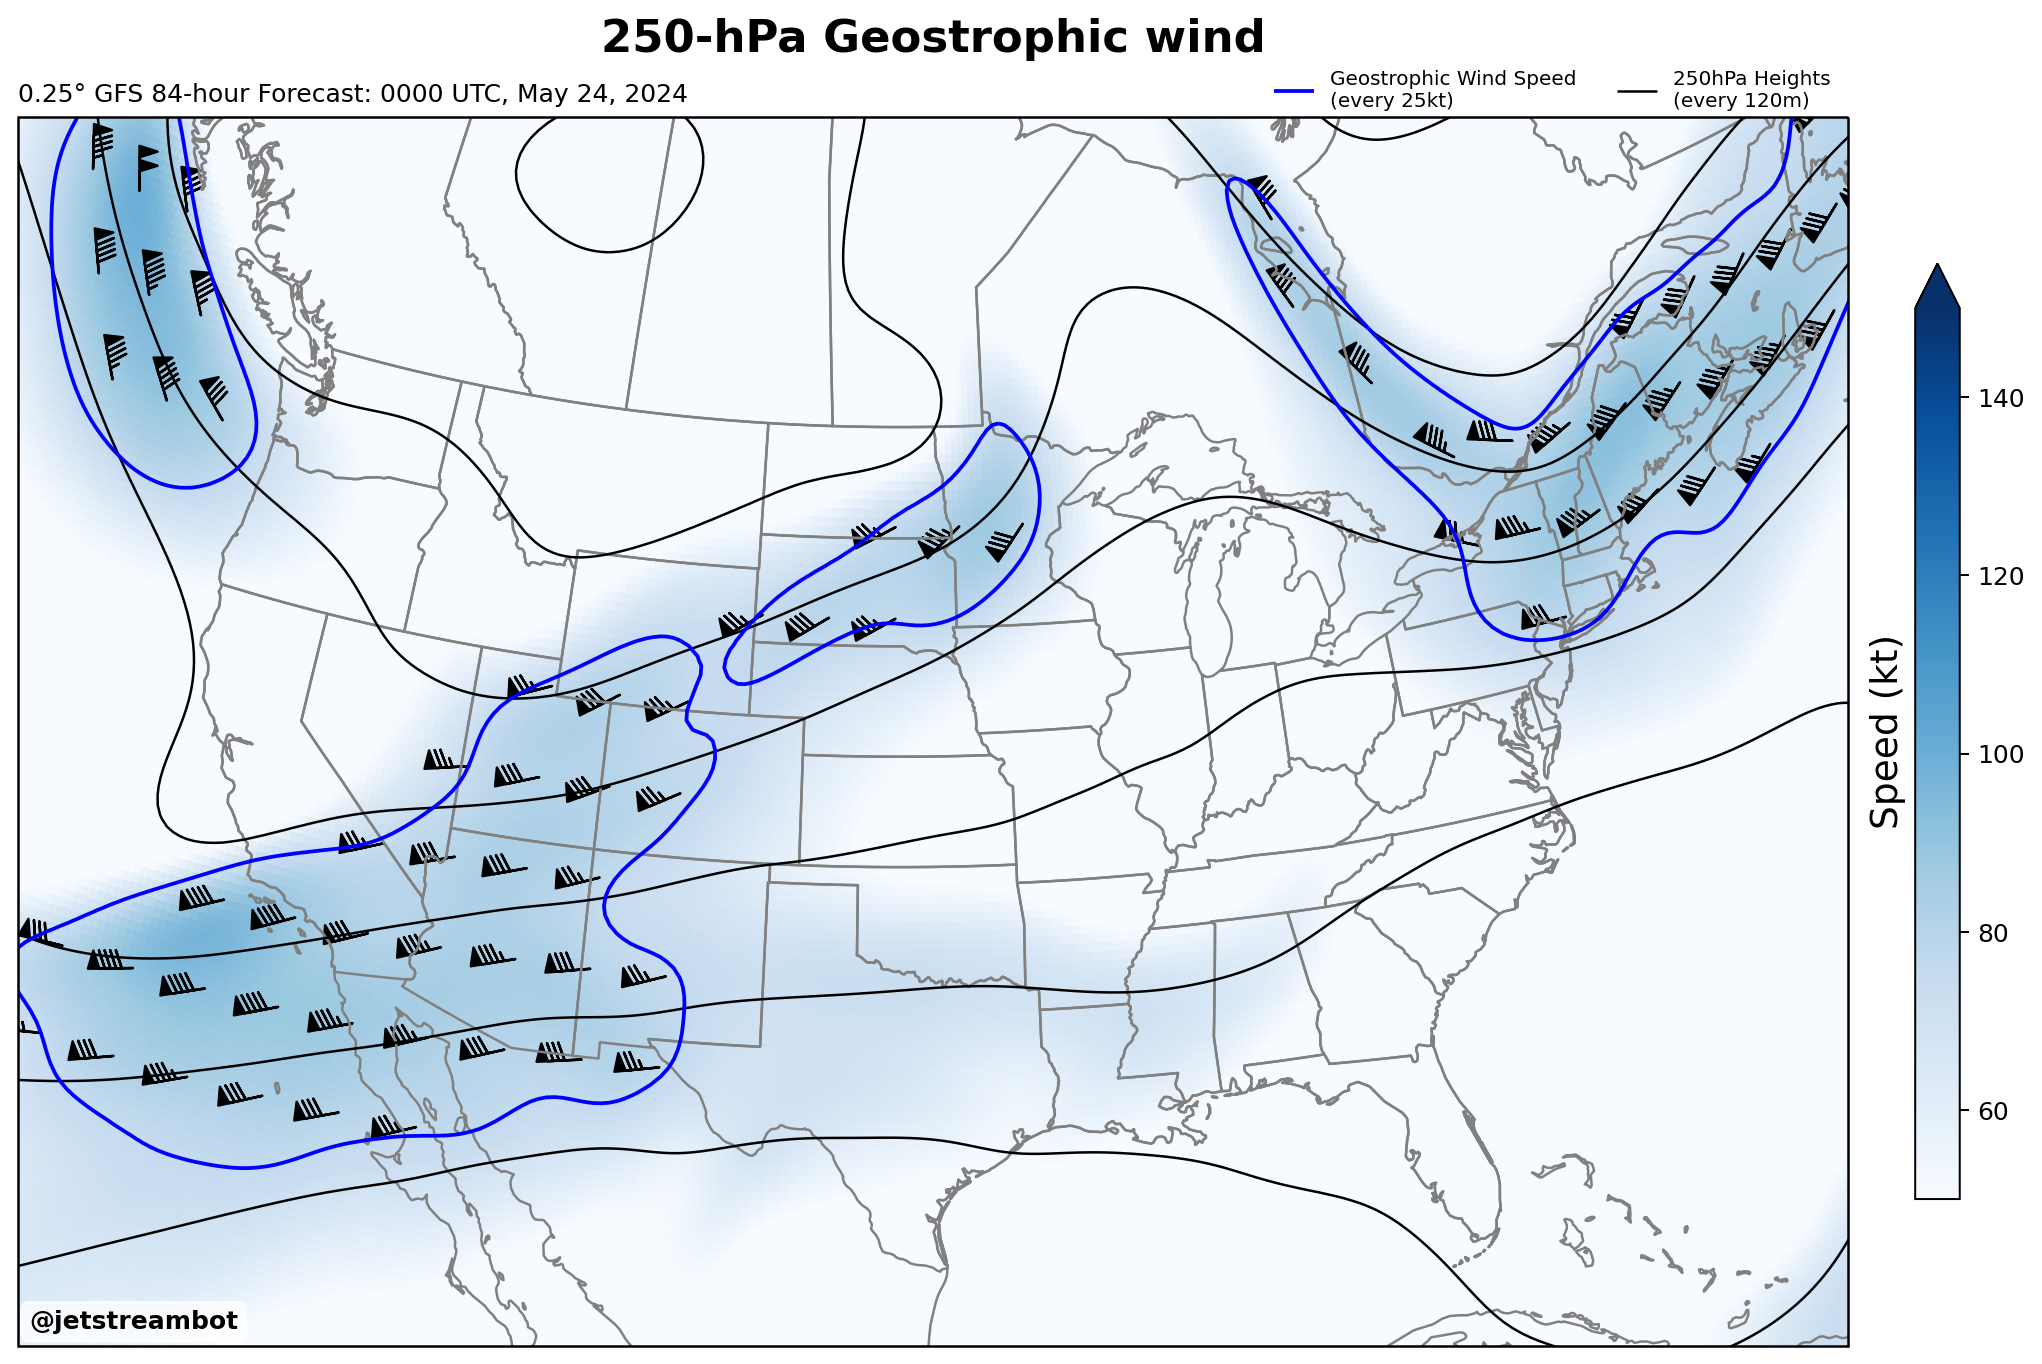 250-hPa Geostrophic wind
0.25° GFS 84-hour Forecast: 0000 UTC, May 24, 2024
Geostrophic Wind Speed
(every 25kt)
250hPa Heights
(every 120m)
140
120
100
80
60
Speed (kt)
@jetstreambot